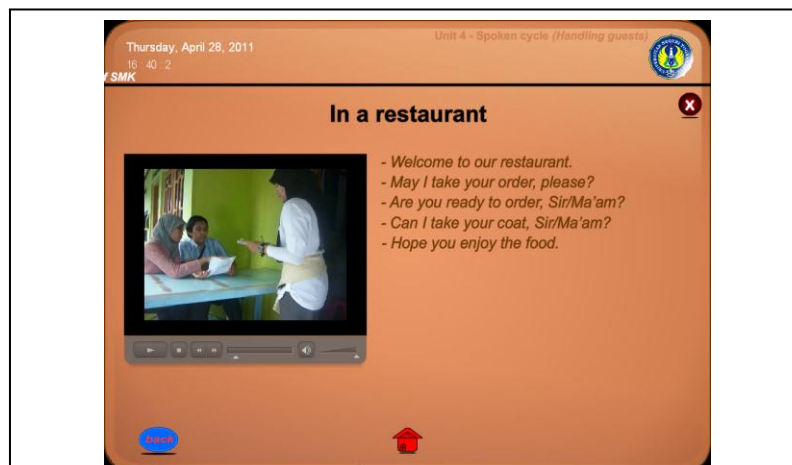 Unit 4 - Spoken cycle (Handling guests)
Thursday, April 28, 2011
16 : 40 : 2
f SMK
In a restaurant
X
- Welcome to our restaurant.
- May I take your order, please?
- Are you ready to order, Sir/Ma'am?
- Can I take your coat, Sir/Ma'am?
- Hope you enjoy the food.
back